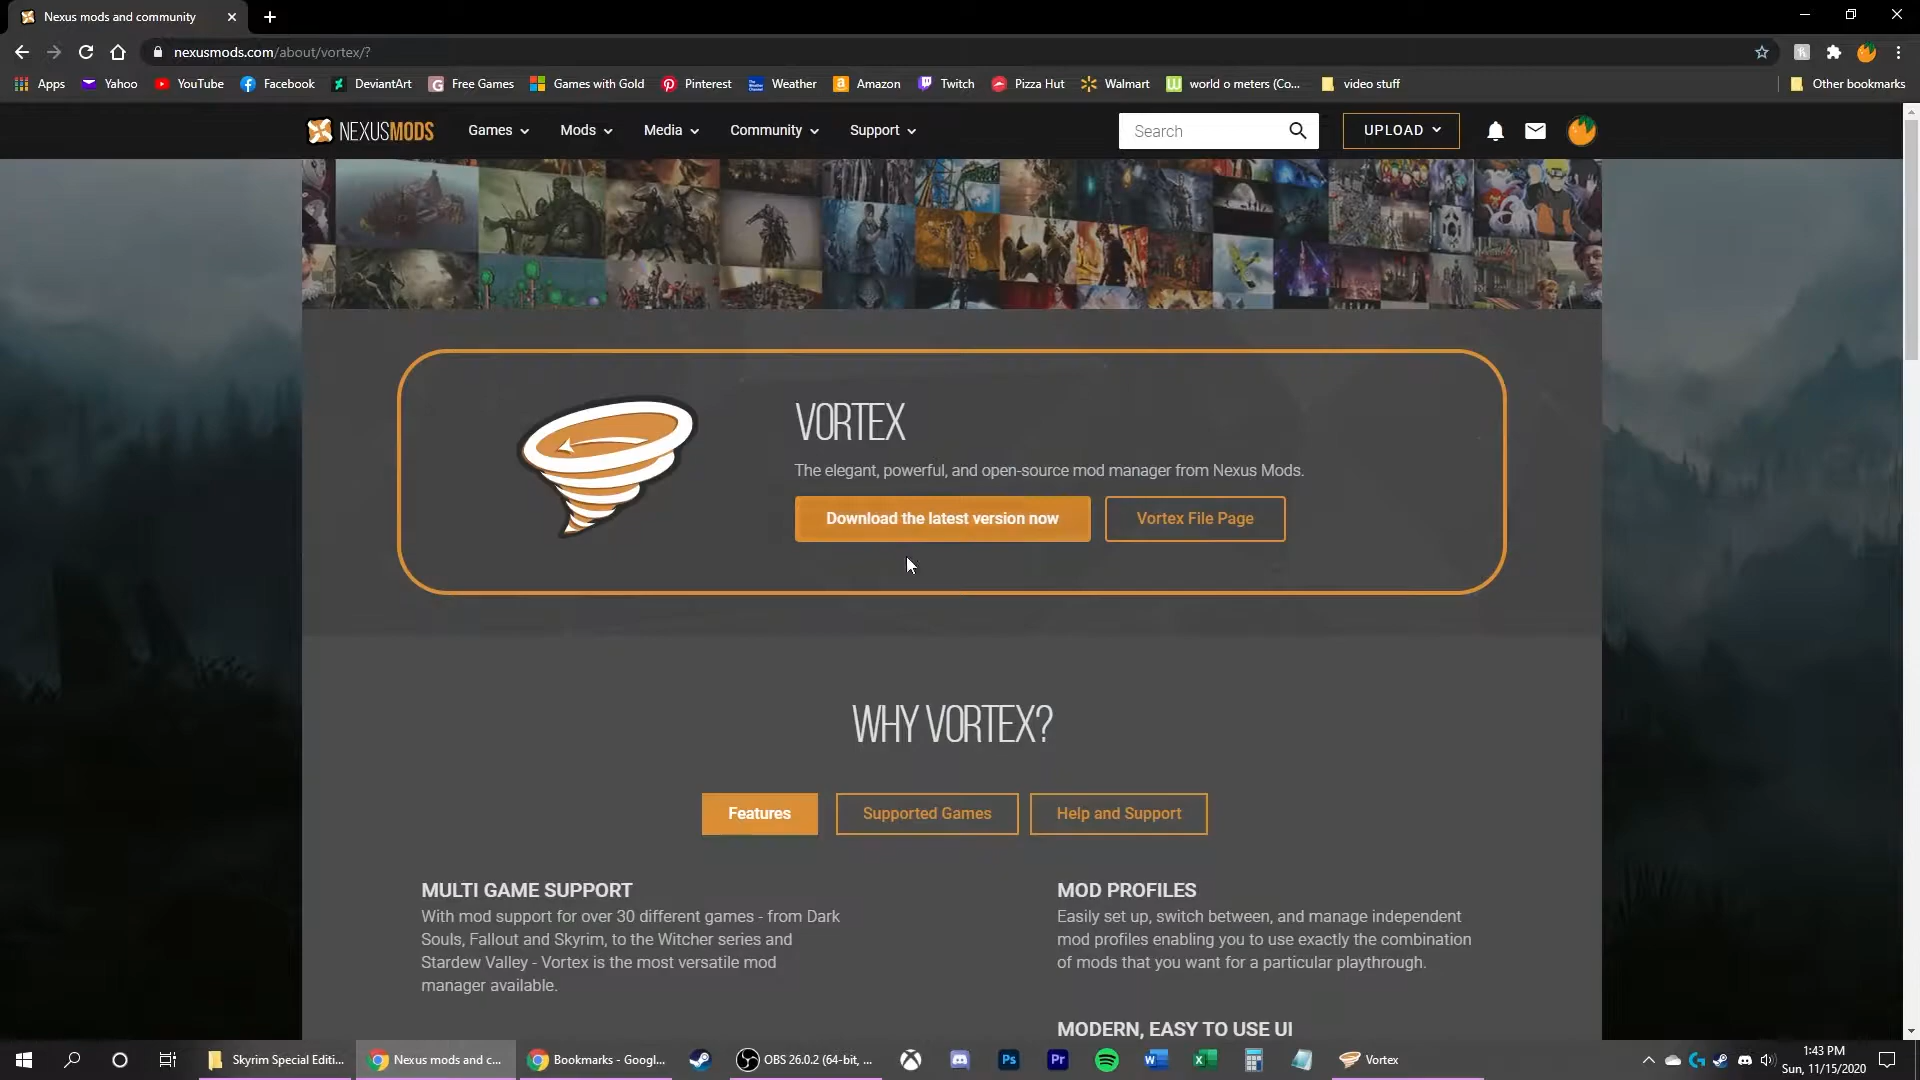 Nexus mods and community
nexusmods.com/about/vortex/?
Apps Yahoo YouTube Facebook DeviantArt Free Games Games with Gold Pinterest Weather Amazon Twitch Pizza Hut Walmart world o meters (Co... video stuff Other bookmarks
NEXUSMODS Games Mods Media Community Support Search UPLOAD
VORTEX
The elegant, powerful, and open-source mod manager from Nexus Mods.
Download the latest version now Vortex File Page
WHY VORTEX?
Features Supported Games Help and Support
MULTI GAME SUPPORT
With mod support for over 30 different games - from Dark
Souls, Fallout and Skyrim, to the Witcher series and
Stardew Valley - Vortex is the most versatile mod
manager available.
MOD PROFILES
Easily set up, switch between, and manage independent
mod profiles enabling you to use exactly the combination
of mods that you want for a particular playthrough.
MODERN, EASY TO USE UI
Skyrim Special Editi... Nexus mods and c... Bookmarks - Googl... OBS 26.0.2 (64-bit, ... Ps Pr Vortex
1:43 PM
Sun, 11/15/2020